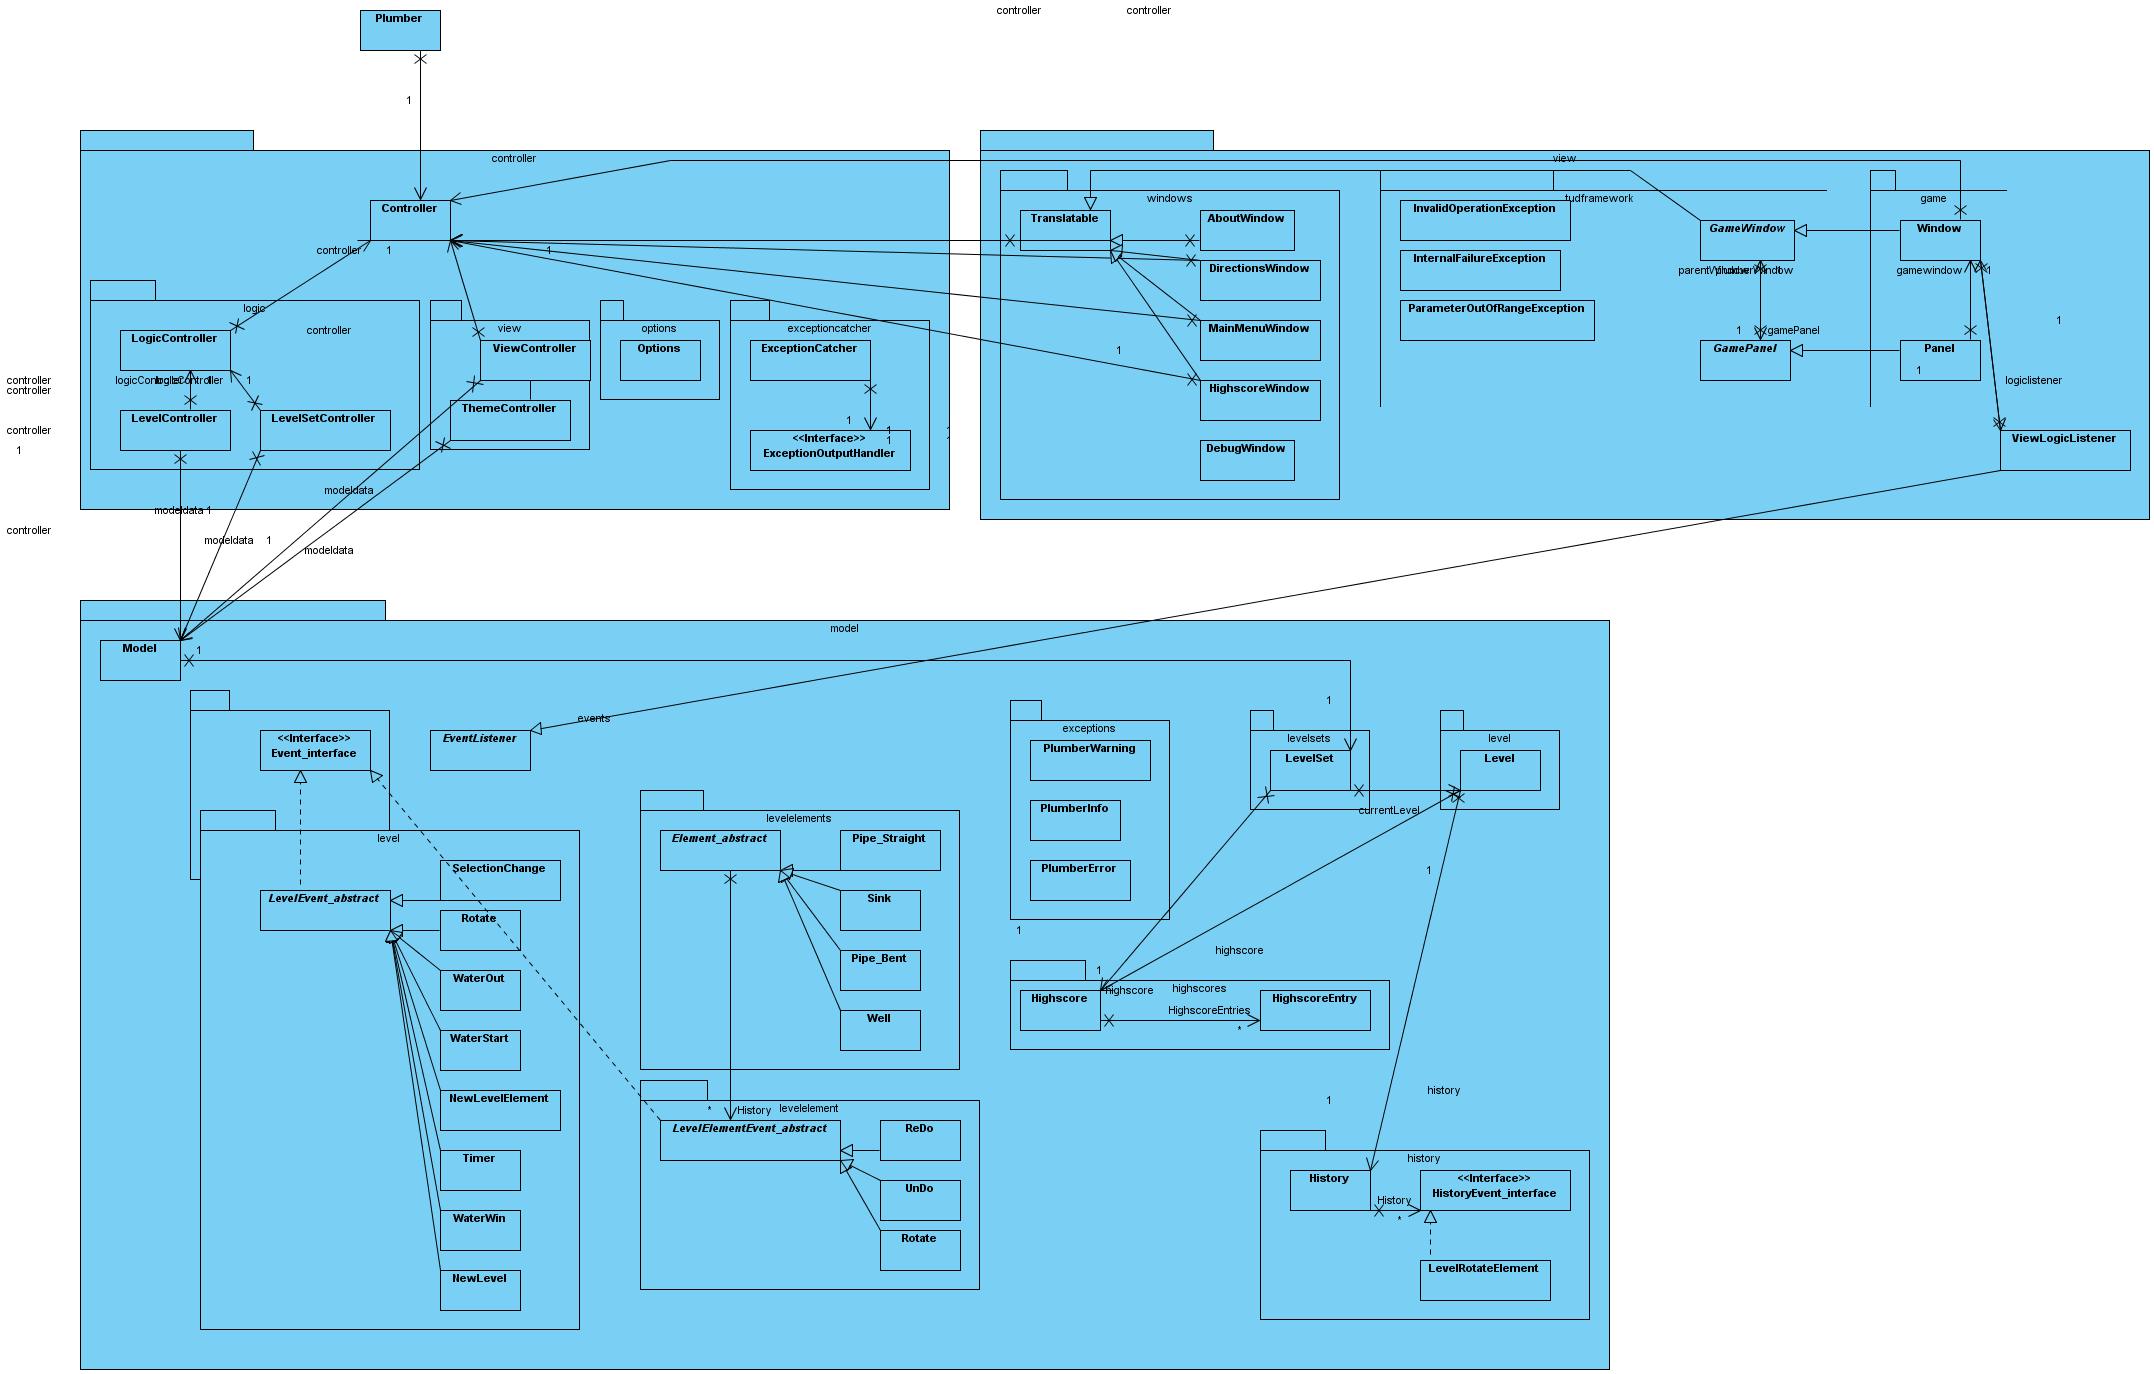 Plumber
controller
controller
1
controller
view
Controller
controller
1
1
logic
LogicController
controller
logicController
LevelController
1
LevelSetController
view
ViewController
ThemeController
options
Options
exceptioncatcher
ExceptionCatcher
1
1
1
<<Interface>>
ExceptionOutputHandler
windows
Translatable
AboutWindow
DirectionsWindow
MainMenuWindow
1
HighscoreWindow
DebugWindow
tudframework
InvalidOperationException
InternalFailureException
ParameterOutOfRangeException
GameWindow
1
1
gamePanel
GamePanel
game
Window
gamewindow
1
1
Panel
1
logiclistener
ViewLogicListener
controller
controller
controller
1
controller
modeldata
modeldata 1
modeldata
1
modeldata
model
Model
1
events
<<Interface>>
Event_interface
EventListener
level
SelectionChange
LevelEvent_abstract
Rotate
WaterOut
WaterStart
NewLevelElement
Timer
WaterWin
NewLevel
levelelements
Element_abstract
Pipe_Straight
Sink
Pipe_Bent
Well
*
History
levelelement
LevelElementEvent_abstract
ReDo
UnDo
Rotate
exceptions
PlumberWarning
PlumberInfo
PlumberError
1
1
levelsets
LevelSet
level
Level
currentLevel
1
highscore
1
highscore
highscores
Highscore
HighscoreEntries
*
HighscoreEntry
history
1
history
History
History
*
<<Interface>>
HistoryEvent_interface
LevelRotateElement